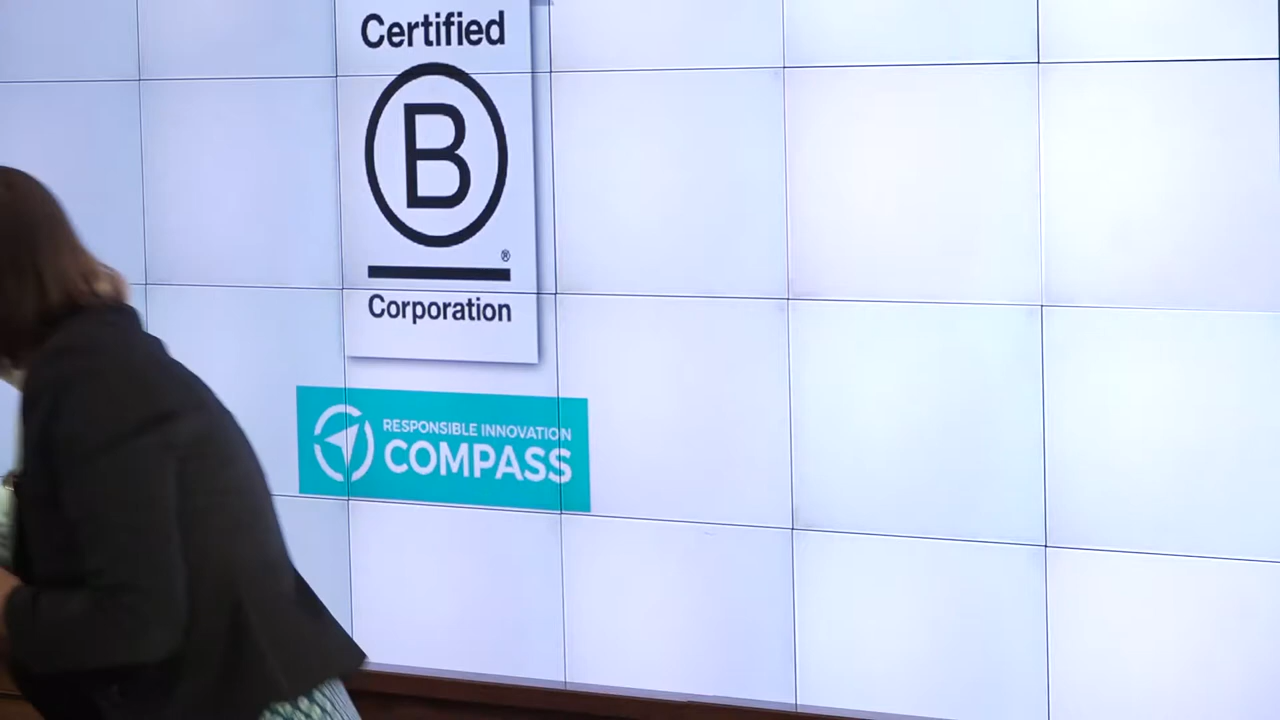 Certified
B
®
Corporation
RESPONSIBLE INNOVATION
COMPASS